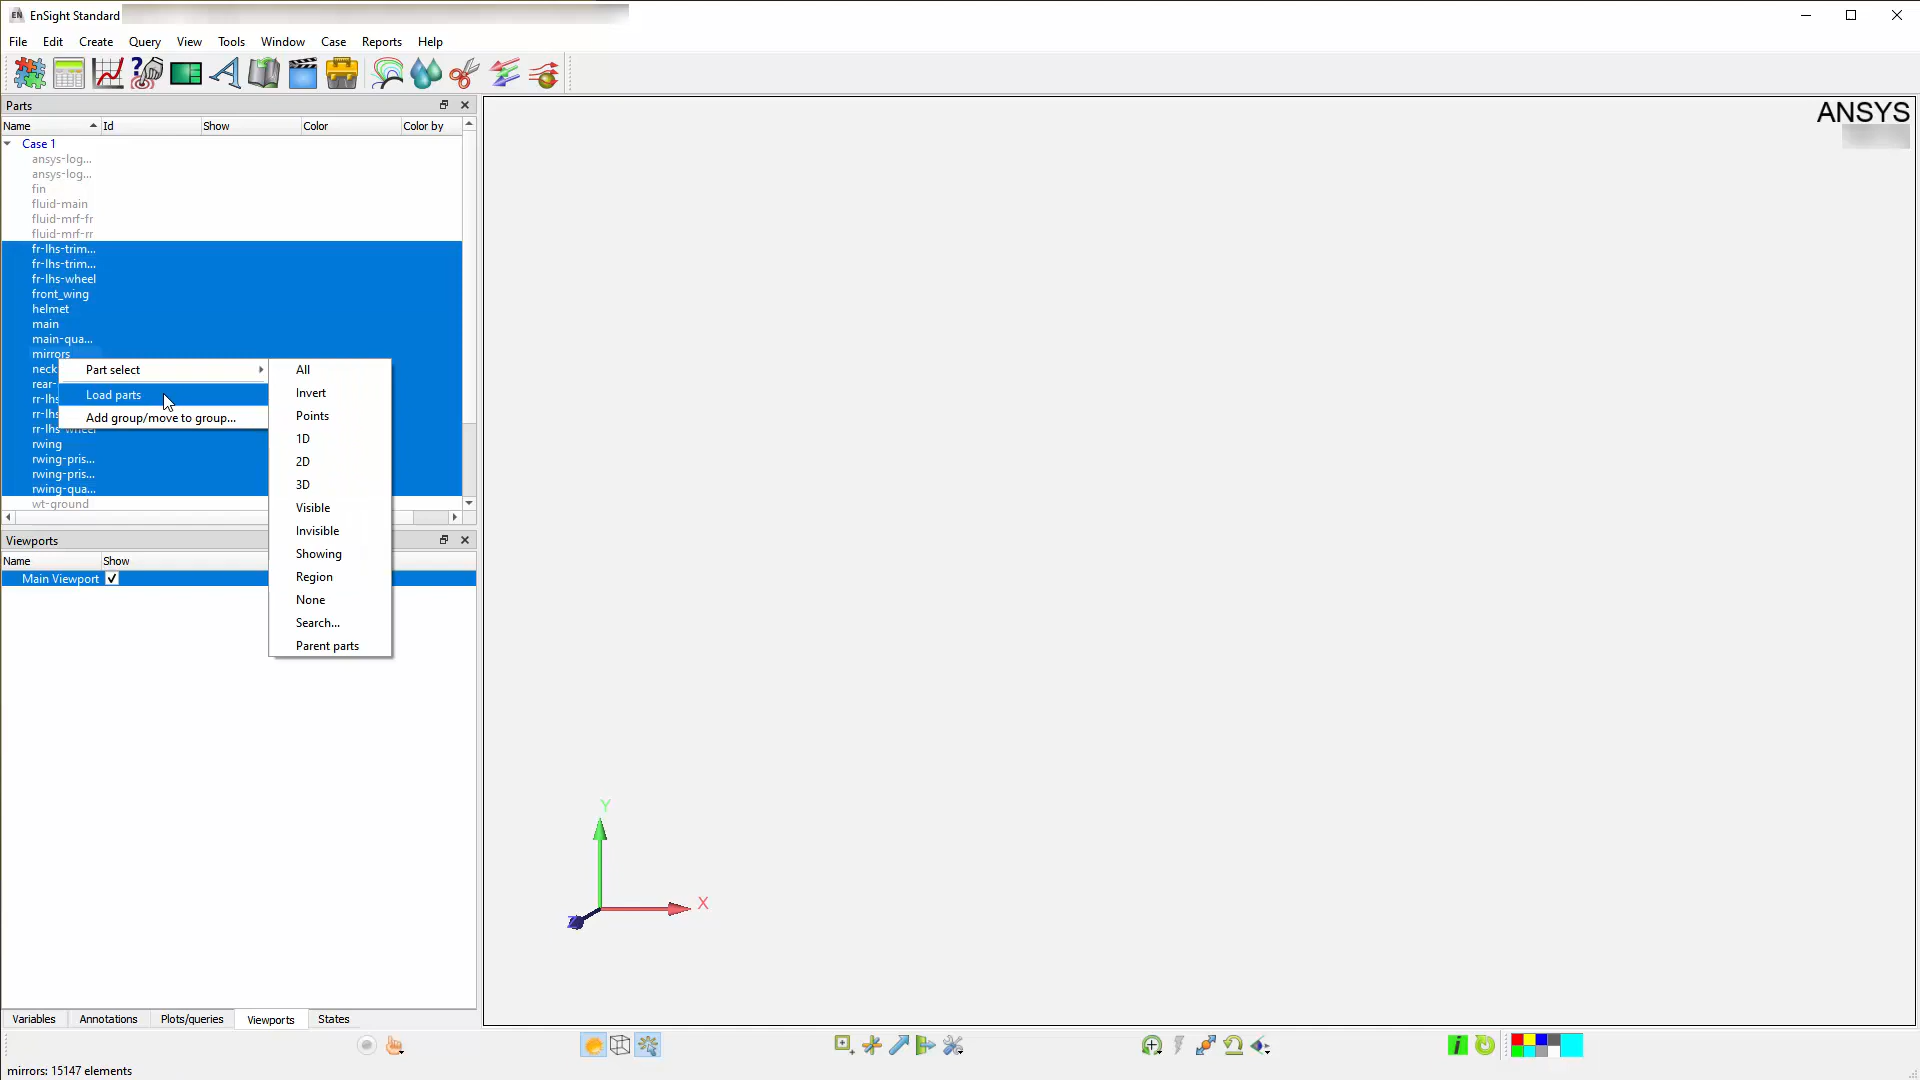 EN EnSight Standard
File Edit Create Query View Tools Window Case Reports Help
Parts
Name Id Show Color Color by
ANSYS
Case 1
ansys-log...
ansys-log...
fin
fluid-main
fluid-mrf-fr
fluid-mrf-rr
fr-lhs-trim...
fr-lhs-trim...
fr-lhs-wheel
front_wing
helmet
main
main-qua...
mirrors
neck
rear-
rr-lhs
rr-lhs
rr-lhs-wheel
rwing
rwing-pris...
rwing-pris...
rwing-qua...
wt-ground
Part select
Load parts
Add group/move to group...
All
Invert
Points
1D
2D
3D
Visible
Invisible
Showing
Region
None
Search...
Parent parts
Viewports
Name Show
Main Viewport
Y
X
Z
Variables Annotations Plots/queries Viewports States
mirrors: 15147 elements